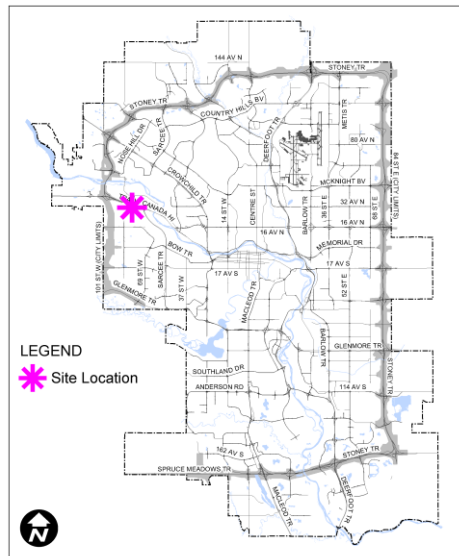 144 AV N
STONEY TR
STONEY TR
COUNTRY HILLS BV
NOSE HILL DR
SARCEE TR
DEERFOOT TR
METIS TR
80 AV N
CROWCHILD TR
MCKNIGHT BV
84 ST E (CITY LIMITS)
CANADA HI
14 ST W
CENTRE ST
BARLOW TR
36 ST E
32 AV N
68 ST E
16 AV N
16 AV N
101 ST W (CITY LIMITS)
BOW TR
MEMORIAL DR
69 ST W
SARCEE TR
37 ST W
17 AV S
17 AV S
52 ST E
GLENMORE TR
MACLEOD TR
BARLOW TR
GLENMORE TR
LEGEND
Site Location
SOUTHLAND DR
ANDERSON RD
114 AV S
STONEY TR
162 AV S
STONEY TR
SPRUCE MEADOWS TR
MACLEOD TR
DEERFOOT TR
N